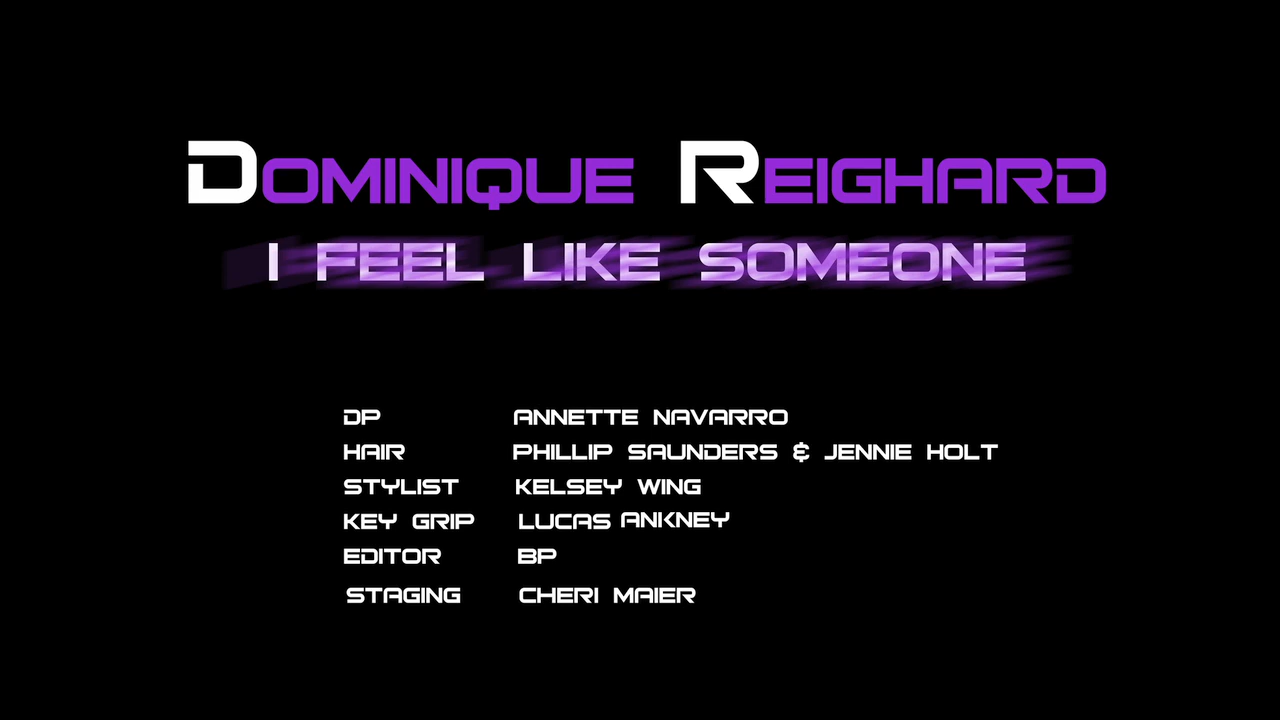 DOMINIQUE REIGHARD
I FEEL LIKE SOMEONE
DP ANNETTE NAVARRO
HAIR PHILLIP SAUNDERS & JENNIE HOLT
STYLIST KELSEY WING
KEY GRIP LUCAS ANKNEY
EDITOR BP
STAGING CHERI MAIER